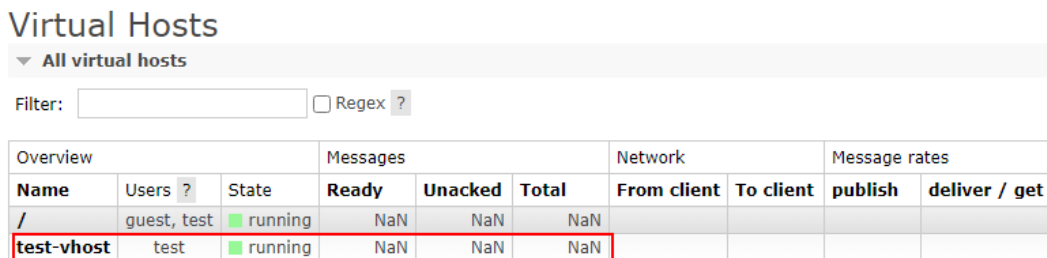 Virtual Hosts
All virtual hosts
Filter: Regex ?
Overview Messages Network Message rates
Name Users ? State Ready Unacked Total From client To client publish deliver / get
/ guest, test running NaN NaN NaN
test-vhost test running NaN NaN NaN